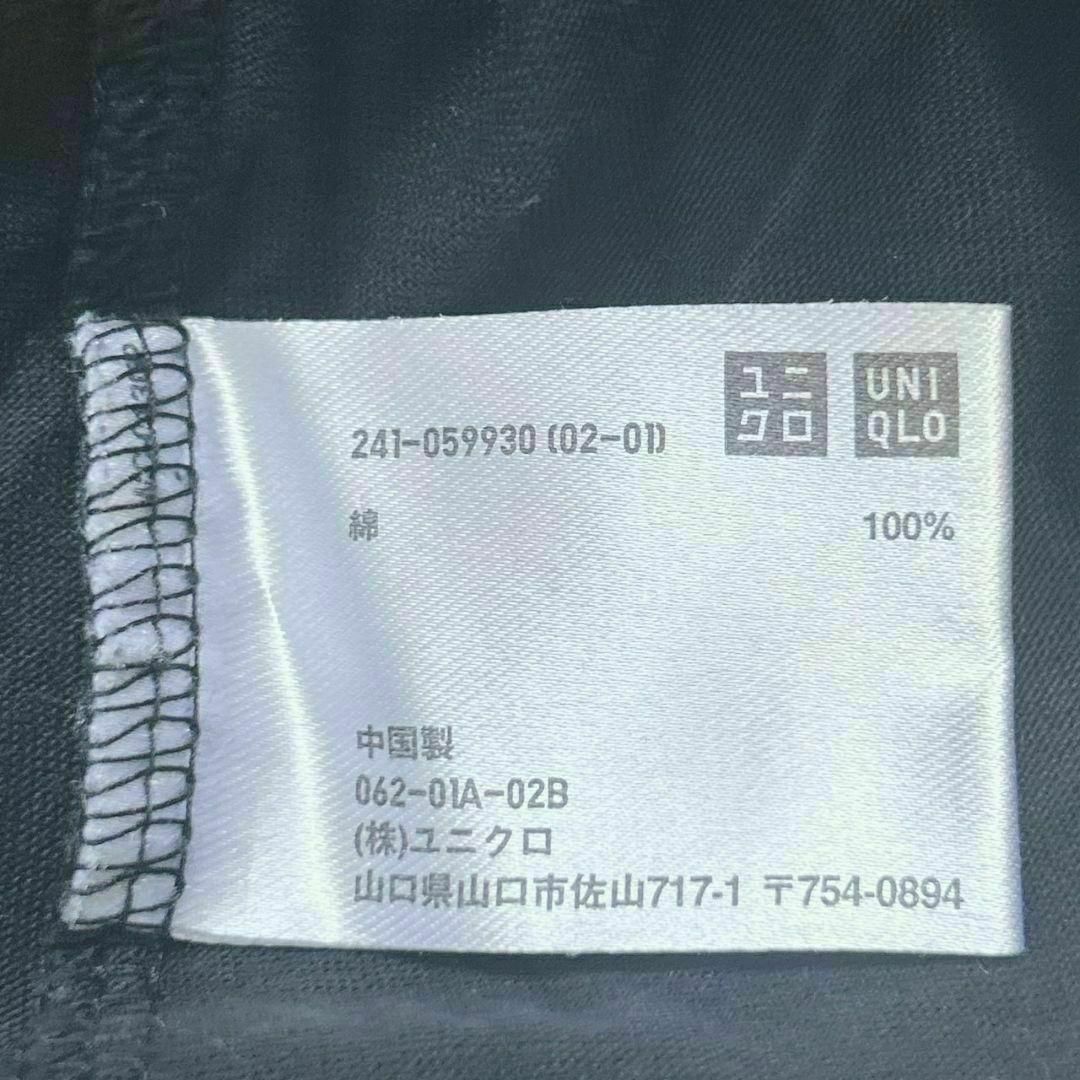 ユニ UNI
クロ QLO
241-059930 (02-01)
綿 100%
中国製
062-01A-02B
(株)ユニクロ
山口県山口市佐山717-1 〒754-0894